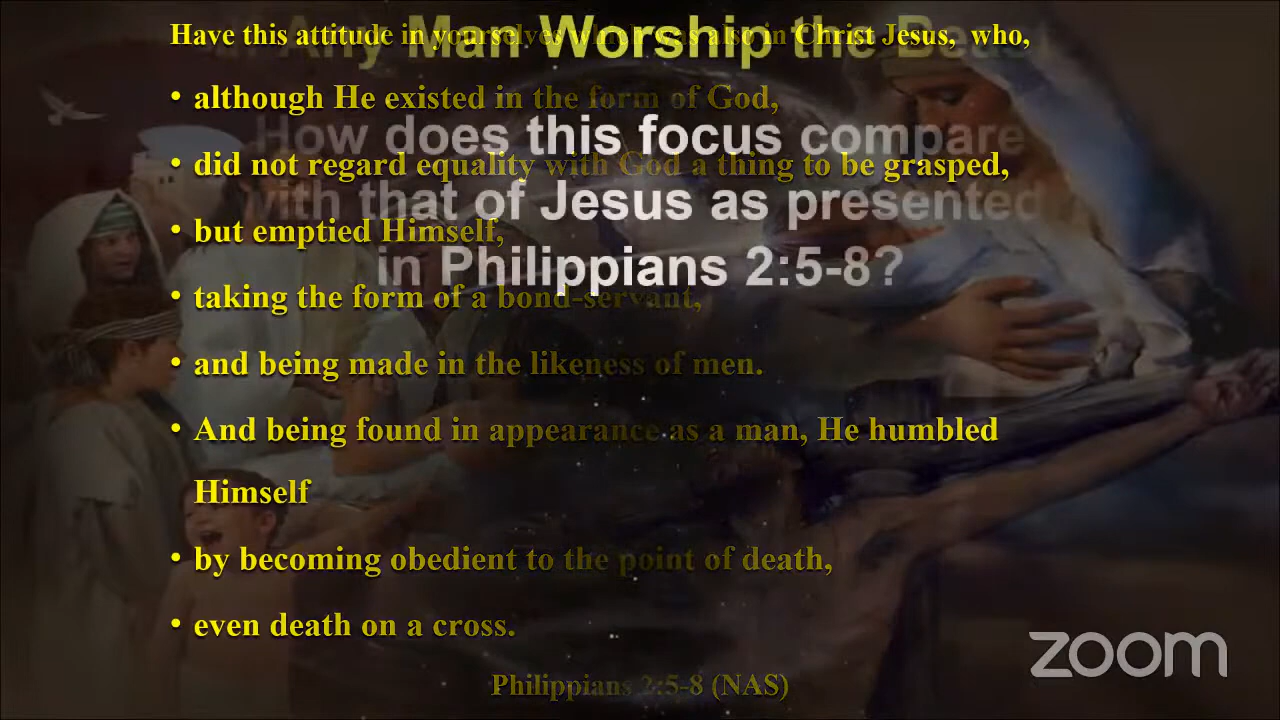 Any Man Worship the Beas
Have this attitude in yourselves which was also in Christ Jesus, who,
• although He existed in the form of God,
How does this focus compare
• did not regard equality with God a thing to be grasped,
with that of Jesus as presented
• but emptied Himself,
in Philippians 2:5-8?
• taking the form of a bond-servant,
• and being made in the likeness of men.
• And being found in appearance as a man, He humbled
Himself
• by becoming obedient to the point of death,
• even death on a cross.
zoom
Philippians 2:5-8 (NAS)